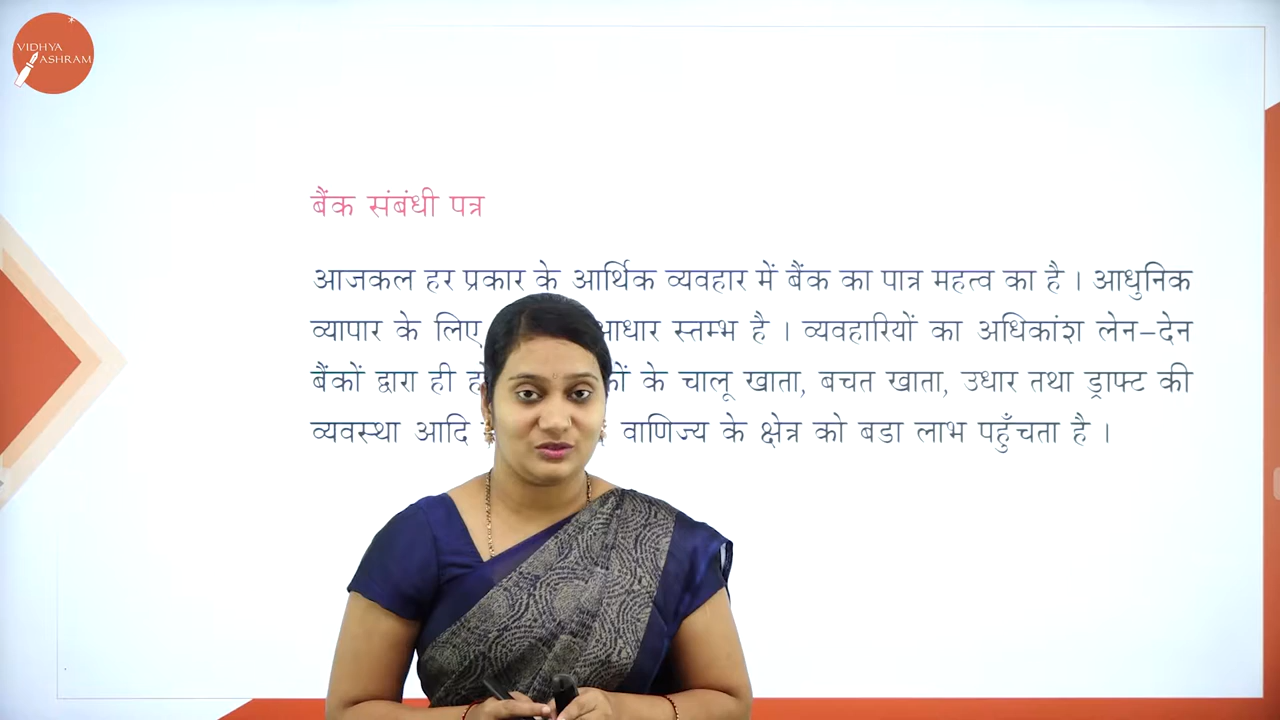 VIDHYA
ASHRAM
बैंक संबंधी पत्र
आजकल हर प्रकार के आर्थिक व्यवहार में बैंक का पात्र महत्व का है । आधुनिक
व्यापार के लिए आधार स्तम्भ है । व्यवहारियों का अधिकांश लेन–देन
बैंकों द्वारा ही के चालू खाता, बचत खाता, उधार तथा ड्राफ्ट की
व्यवस्था आदि वाणिज्य के क्षेत्र को बडा लाभ पहुँचता है ।